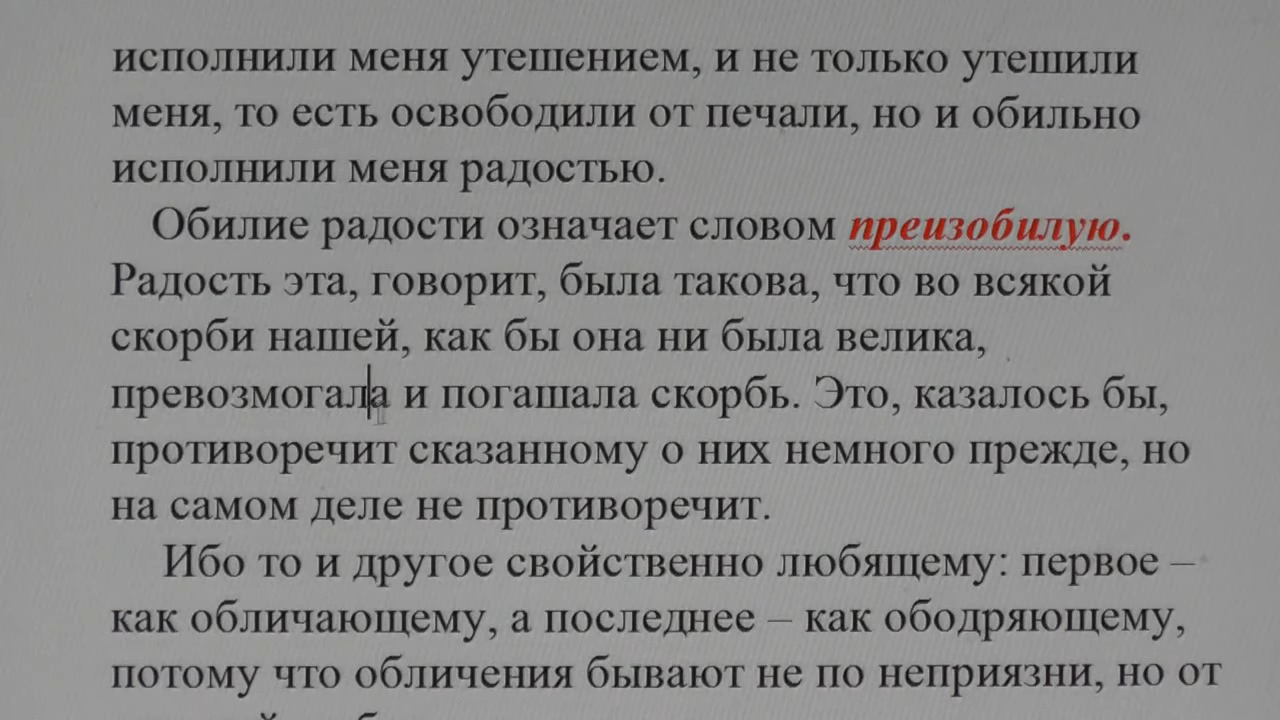 исполнили меня утешением, и не только утешили
меня, то есть освободили от печали, но и обильно
исполнили меня радостью.
Обилие радости означает словом преизобилую.
Радость эта, говорит, была такова, что во всякой
скорби нашей, как бы она ни была велика,
превозмогала и погашала скорбь. Это, казалось бы,
противоречит сказанному о них немного прежде, но
на самом деле не противоречит.
Ибо то и другое свойственно любящему: первое –
как обличающему, а последнее – как ободряющему,
потому что обличения бывают не по неприязни, но от